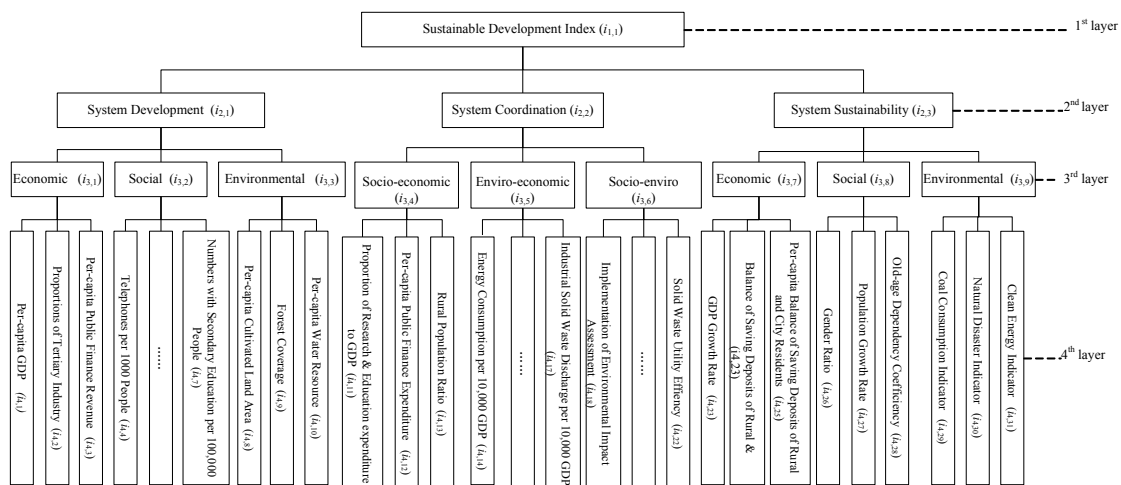 Sustainable Development Index (i1,1)
1st layer
System Development (i2,1)
System Coordination (i2,2)
System Sustainability (i2,3)
2nd layer
Economic (i3,1)
Social (i3,2)
Environmental (i3,3)
Socio-economic
(i3,4)
Enviro-economic
(i3,5)
Socio-enviro
(i3,6)
Economic (i3,7)
Social (i3,8)
Environmental (i3,9)
3rd layer
Per-capita GDP (i4,1)
Proportions of Tertiary Industry (i4,2)
Per-capita Public Finance Revenue (i4,3)
Telephones per 1000 People (i4,4)
......
Numbers with Secondary Education per 100,000
People (i4,7)
Per-capita Cultivated Land Area (i4,8)
Forest Coverage (i4,9)
Per-capita Water Resource (i4,10)
Proportion of Research & Education expenditure
to GDP (i4,11)
Per-capita Public Finance Expenditure (i4,12)
Rural Population Ratio (i4,13)
Energy Consumption per 10,000 GDP (i4,14)
......
Industrial Solid Waste Discharge per 10,000 GDP
(i4,17)
Implementation of Environmental Impact
Assessment (i4,18)
......
Solid Waste Utility Effiency (i4,22)
GDP Growth Rate (i4,23)
Balance of Saving Deposits of Rural &
(i4,23)
Per-capita Balance of Saving Deposits of Rural
and City Residents (i4,25)
Gender Ratio (i4,26)
Population Growth Rate (i4,27)
Old-age Dependency Coefficiency (i4,28)
Coal Consumption Indicator (i4,29)
Natural Disaster Indicator (i4,30)
Clean Energy Indicator (i4,31)
4th layer